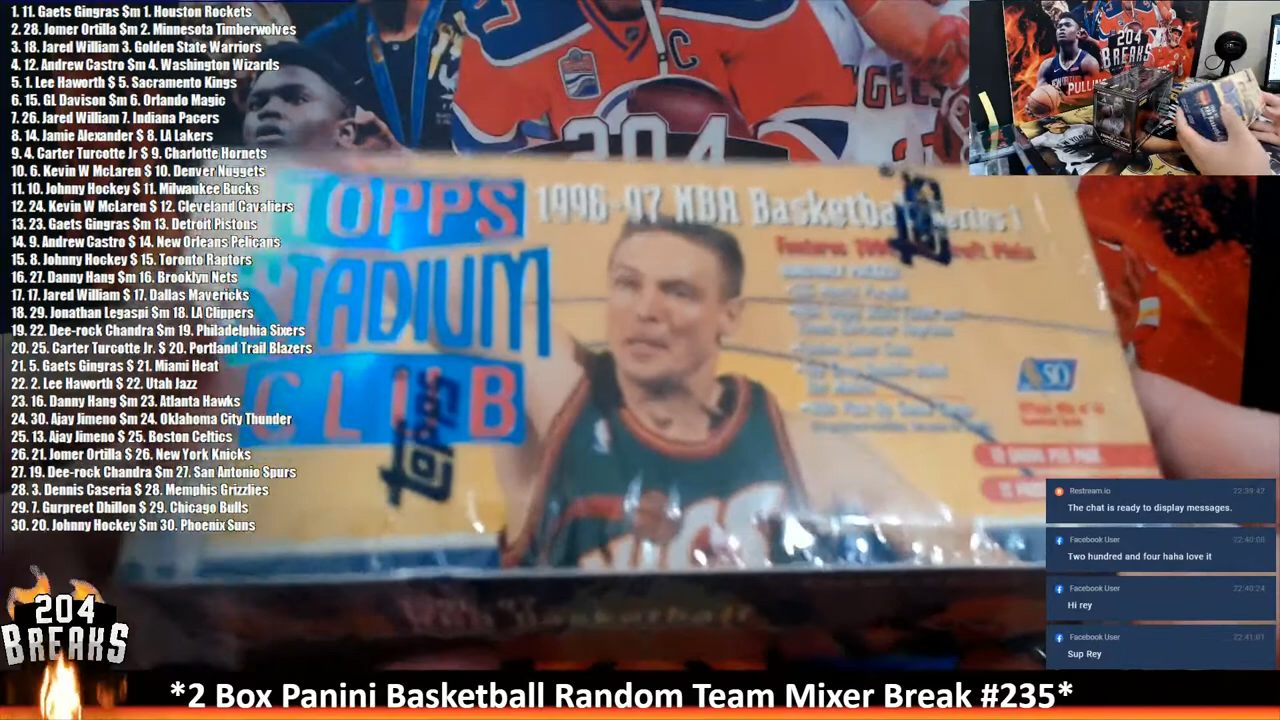 1. 11. Gaets Gingras $m 1. Houston Rockets
2. 28. Jomer Ortilla $m 2. Minnesota Timberwolves
3. 18. Jared William 3. Golden State Warriors
4. 12. Andrew Castro $m 4. Washington Wizards
5. 1. Lee Haworth $ 5. Sacramento Kings
6. 15. GL Davison $m 6. Orlando Magic
7. 26. Jared William 7. Indiana Pacers
8. 14. Jamie Alexander $ 8. LA Lakers
9. 4. Carter Turcotte Jr $ 9. Charlotte Hornets
10. 6. Kevin W McLaren $ 10. Denver Nuggets
11. 10. Johnny Hockey $ 11. Milwaukee Bucks
12. 24. Kevin W McLaren $ 12. Cleveland Cavaliers
13. 23. Gaets Gingras $m 13. Detroit Pistons
14. 9. Andrew Castro $ 14. New Orleans Pelicans
15. 8. Johnny Hockey $ 15. Toronto Raptors
16. 27. Danny Hang $m 16. Brooklyn Nets
17. 17. Jared William $ 17. Dallas Mavericks
18. 29. Jonathan Legaspi $m 18. LA Clippers
19. 22. Dee-rock Chandra $m 19. Philadelphia Sixers
20. 25. Carter Turcotte Jr. $ 20. Portland Trail Blazers
21. 5. Gaets Gingras $ 21. Miami Heat
22. 2. Lee Haworth $ 22. Utah Jazz
23. 16. Danny Hang $m 23. Atlanta Hawks
24. 30. Ajay Jimeno $m 24. Oklahoma City Thunder
25. 13. Ajay Jimeno $ 25. Boston Celtics
26. 21. Jomer Ortilla $ 26. New York Knicks
27. 19. Dee-rock Chandra $m 27. San Antonio Spurs
28. 3. Dennis Caseria $ 28. Memphis Grizzlies
29. 7. Gurpreet Dhillon $ 29. Chicago Bulls
30. 20. Johnny Hockey $m 30. Phoenix Suns
C
204
TOPPS
STADIUM
CLUB
1996-97 NBA Basketball Series 1
Features
Draft Picks
Topps
50
204
BREAKS
PULLIN
Restream.io 22:39:42
The chat is ready to display messages.
Facebook User 22:40:08
Two hundred and four haha love it
Facebook User 22:40:24
Hi rey
Facebook User 22:41:01
Sup Rey
204
BREAKS
*2 Box Panini Basketball Random Team Mixer Break #235*